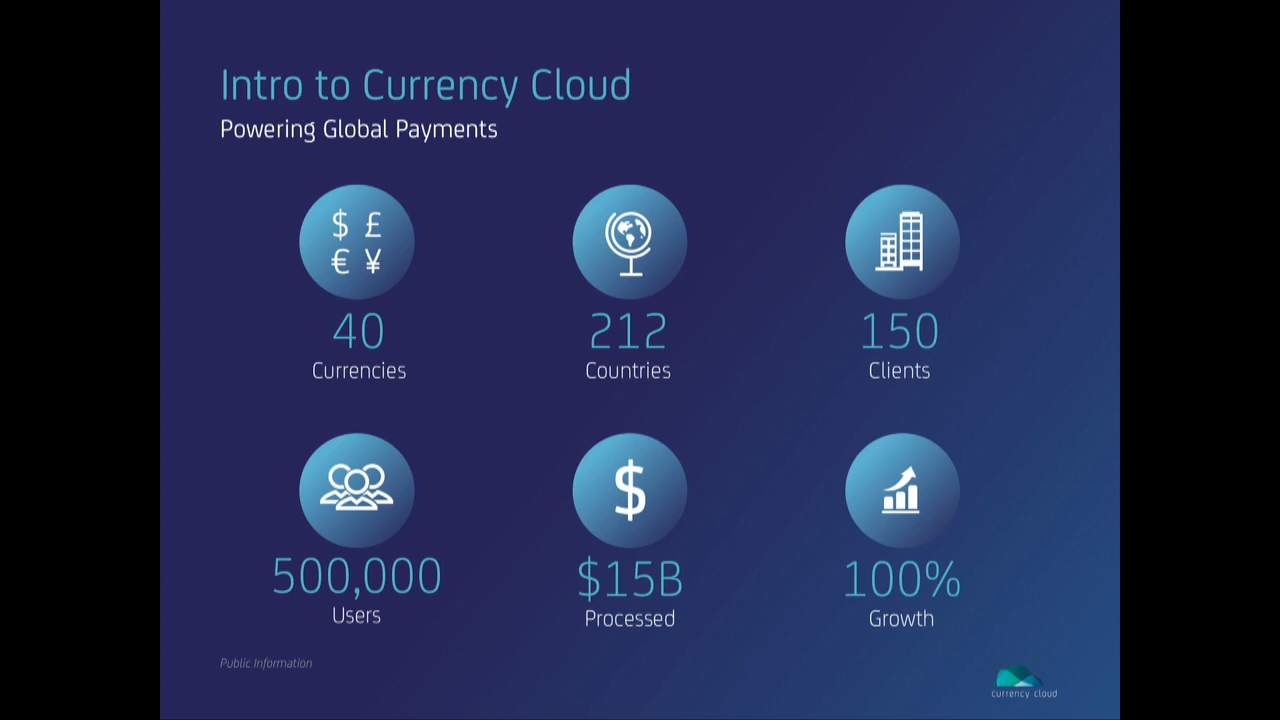 Intro to Currency Cloud
Powering Global Payments
$ £
€ ¥
40
Currencies
212
Countries
150
Clients
$
500,000
Users
$15B
Processed
100%
Growth
Public Information
currency cloud